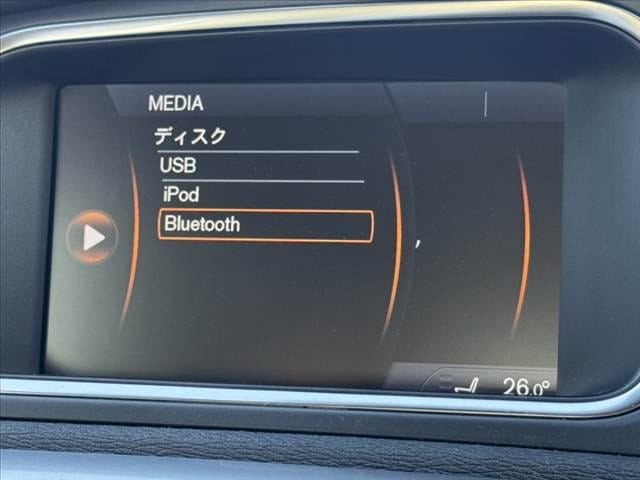 MEDIA
ディスク
USB
iPod
Bluetooth
,
26.0°